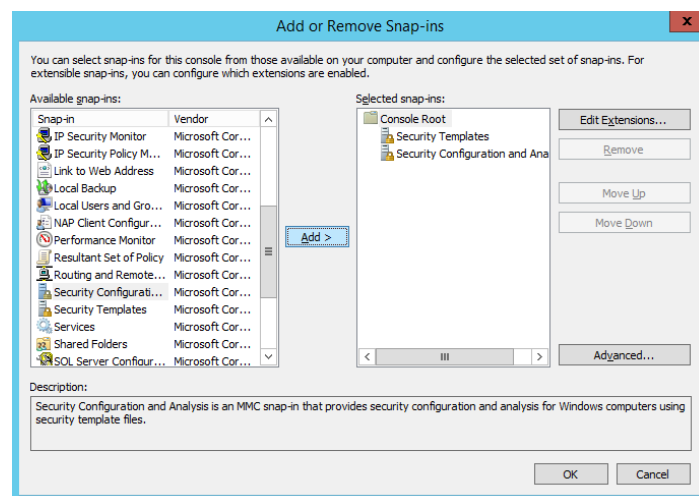 Add or Remove Snap-ins
x
You can select snap-ins for this console from those available on your computer and configure the selected set of snap-ins. For
extensible snap-ins, you can configure which extensions are enabled.
Available snap-ins:
Snap-in Vendor
IP Security Monitor Microsoft Cor...
IP Security Policy M... Microsoft Cor...
Link to Web Address Microsoft Cor...
Local Backup Microsoft Cor...
Local Users and Gro... Microsoft Cor...
NAP Client Configur... Microsoft Cor...
Performance Monitor Microsoft Cor...
Resultant Set of Policy Microsoft Cor...
Routing and Remote... Microsoft Cor...
Security Configurati... Microsoft Cor...
Security Templates Microsoft Cor...
Services Microsoft Cor...
Shared Folders Microsoft Cor...
SQL Server Configur... Microsoft Cor...
Add >
Selected snap-ins:
Console Root
Security Templates
Security Configuration and Ana
Edit Extensions...
Remove
Move Up
Move Down
Advanced...
Description:
Security Configuration and Analysis is an MMC snap-in that provides security configuration and analysis for Windows computers using
security template files.
OK
Cancel